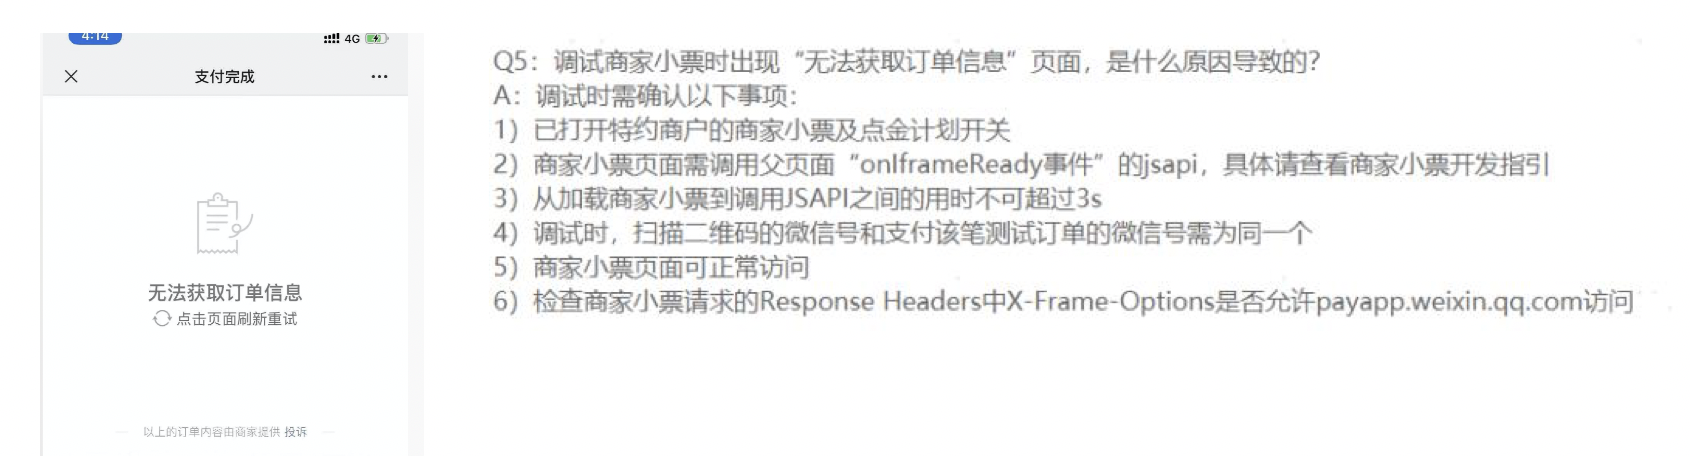 4:14
4G
支付完成
无法获取订单信息
点击页面刷新重试
以上的订单内容由商家提供 投诉
Q5：调试商家小票时出现“无法获取订单信息”页面，是什么原因导致的？
A：调试时需确认以下事项：
1）已打开特约商户的商家小票及点金计划开关
2）商家小票页面需调用父页面“onIframeReady事件”的jsapi，具体请查看商家小票开发指引
3）从加载商家小票到调用JSAPI之间的用时不可超过3s
4）调试时，扫描二维码的微信号和支付该笔测试订单的微信号需为同一个
5）商家小票页面可正常访问
6）检查商家小票请求的Response Headers中X-Frame-Options是否允许payapp.weixin.qq.com访问